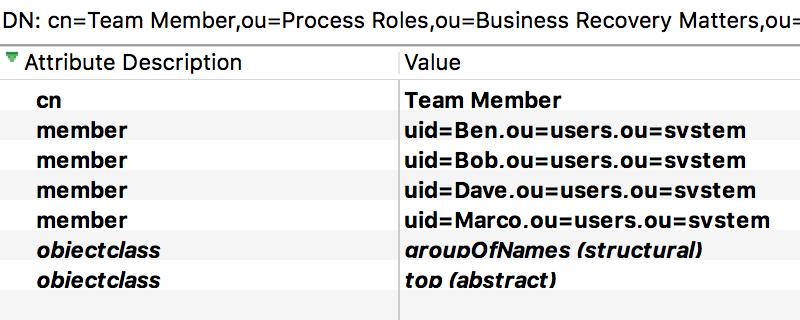 DN: cn=Team Member,ou=Process Roles,ou=Business Recovery Matters,ou=
Attribute Description Value
cn Team Member
member uid=Ben,ou=users,ou=system
member uid=Bob,ou=users,ou=system
member uid=Dave,ou=users,ou=system
member uid=Marco,ou=users,ou=system
objectclass groupOfNames (structural)
objectclass top (abstract)